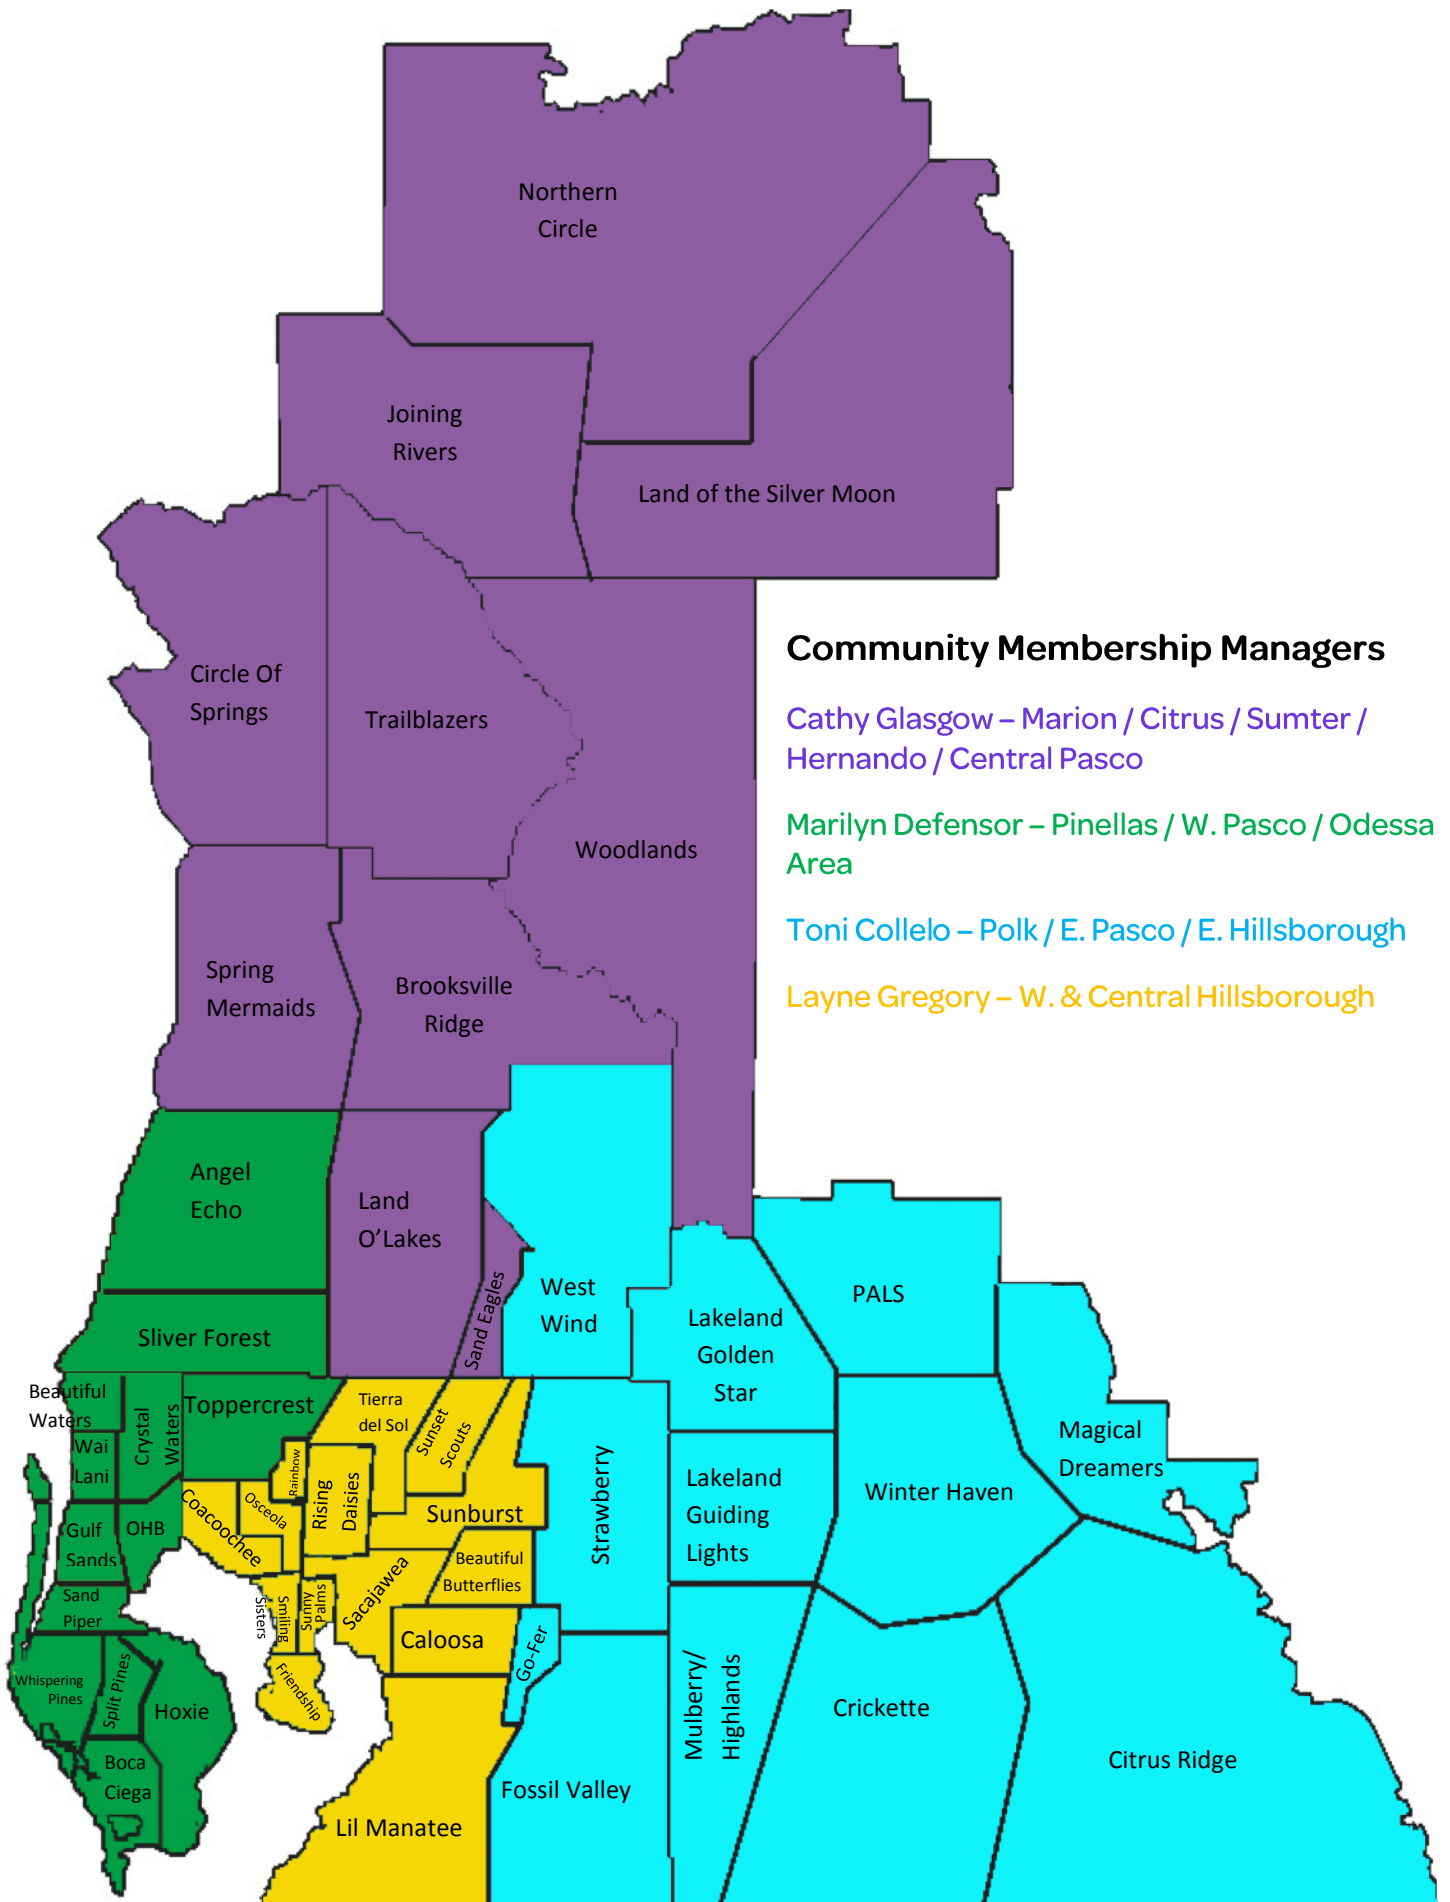 Northern
Circle
Joining
Rivers
Land of the Silver Moon
Circle Of
Springs
Trailblazers
Woodlands
Community Membership Managers
Cathy Glasgow – Marion / Citrus / Sumter /
Hernando / Central Pasco
Marilyn Defensor – Pinellas / W. Pasco / Odessa
Area
Toni Collelo – Polk / E. Pasco / E. Hillsborough
Layne Gregory – W. & Central Hillsborough
Spring
Mermaids
Brooksville
Ridge
Angel
Echo
Land
O’Lakes
Sand Eagles
West
Wind
Lakeland
Golden
Star
PALS
Sliver Forest
Beautiful
Waters
Crystal
Waters
Toppercrest
Tierra
del Sol
Sunset
Scouts
Wai
Lani
Rainbow
Rising
Daisies
Strawberry
Lakeland
Guiding
Lights
Winter Haven
Magical
Dreamers
Gulf
Sands
OHB
Coacoochee
Osceola
Sunburst
Beautiful
Butterflies
Sacajawea
Sand
Piper
Sisters
Smiling
Sunny
Palms
Caloosa
Go-Fer
Whispering
Pines
Split Pines
Hoxie
Friendship
Mulberry/
Highlands
Crickette
Citrus Ridge
Boca
Ciega
Fossil Valley
Lil Manatee